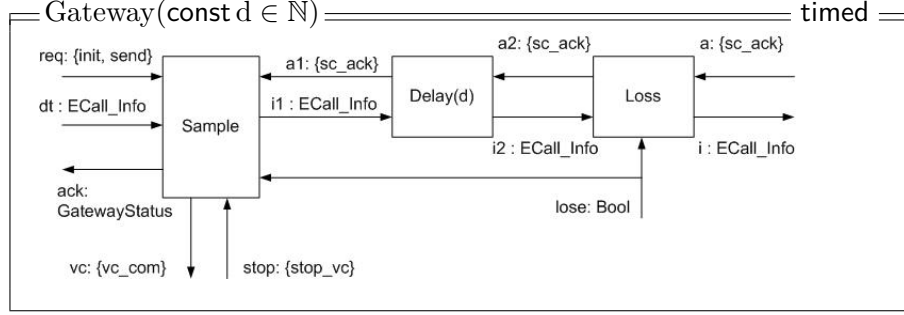 Gateway(const d ∈ ℕ) timed
req: {init, send}
a1: {sc_ack}
a2: {sc_ack}
a: {sc_ack}
dt : ECall_Info
i1 : ECall_Info
Sample
Delay(d)
Loss
i2 : ECall_Info
i : ECall_Info
ack:
GatewayStatus
lose: Bool
vc: {vc_com}
stop: {stop_vc}